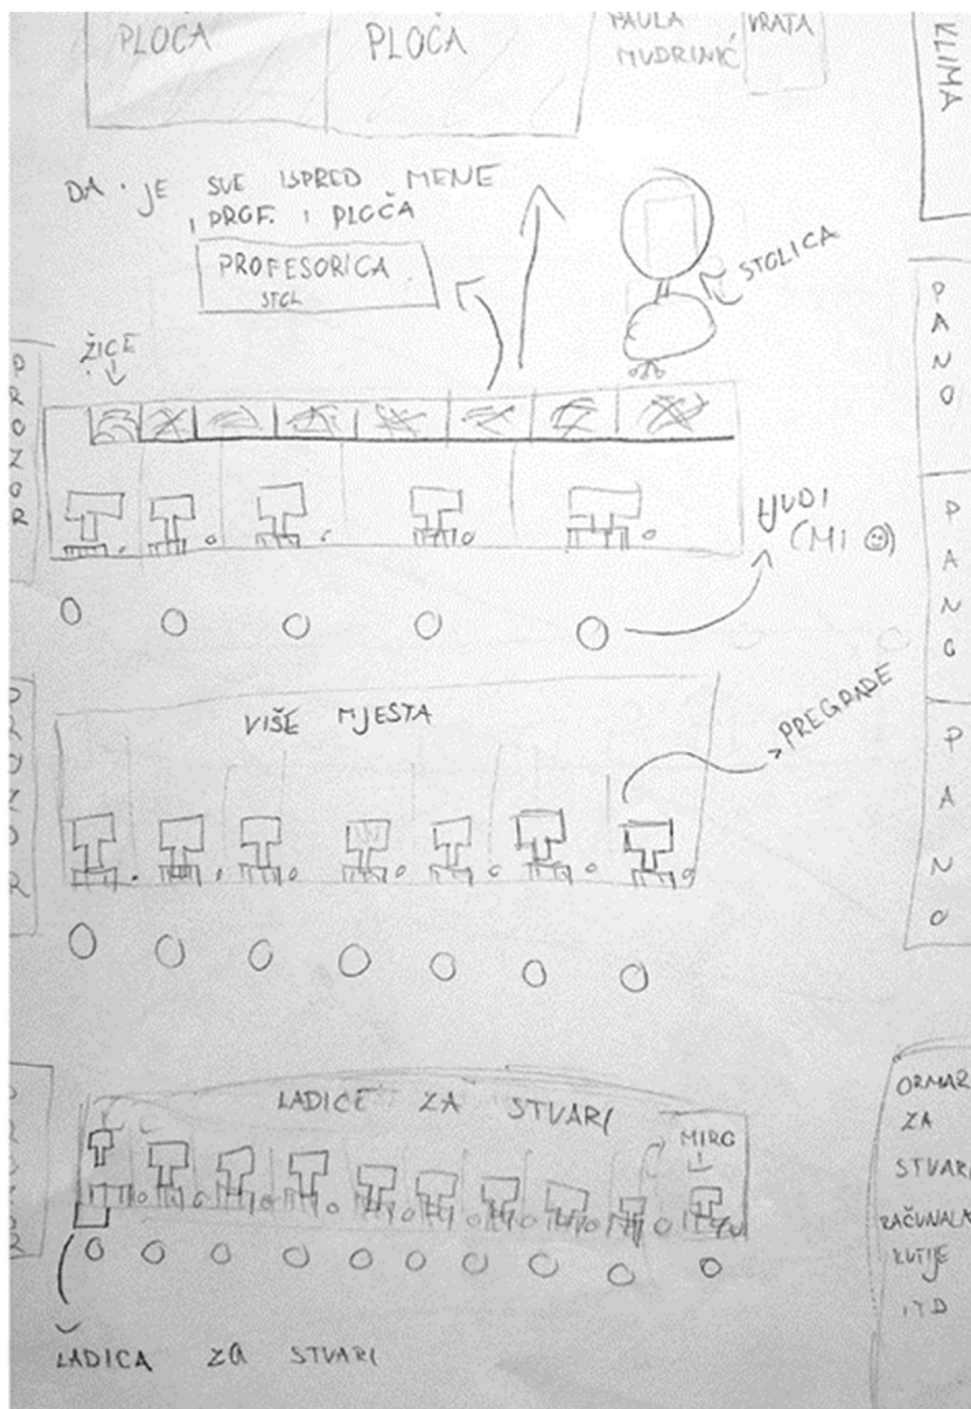 PLOČA
PLOČA
PAULA
MUDRINIĆ
VRATA
KLIMA
DA JE SVE ISPRED MENE
I PROF. I PLOČA
PROFESORICA
STOL
STOLICA
ŽICE
PROZOR
PANO
LJUDI
(MI ☺)
PANO
PROZOR
VIŠE MJESTA
PREGRADE
PANO
LADICE ZA STVARI
ORMAR
ZA
STVARI
RAČUNALA
KUTIJE
ITD
LADICA ZA STVARI